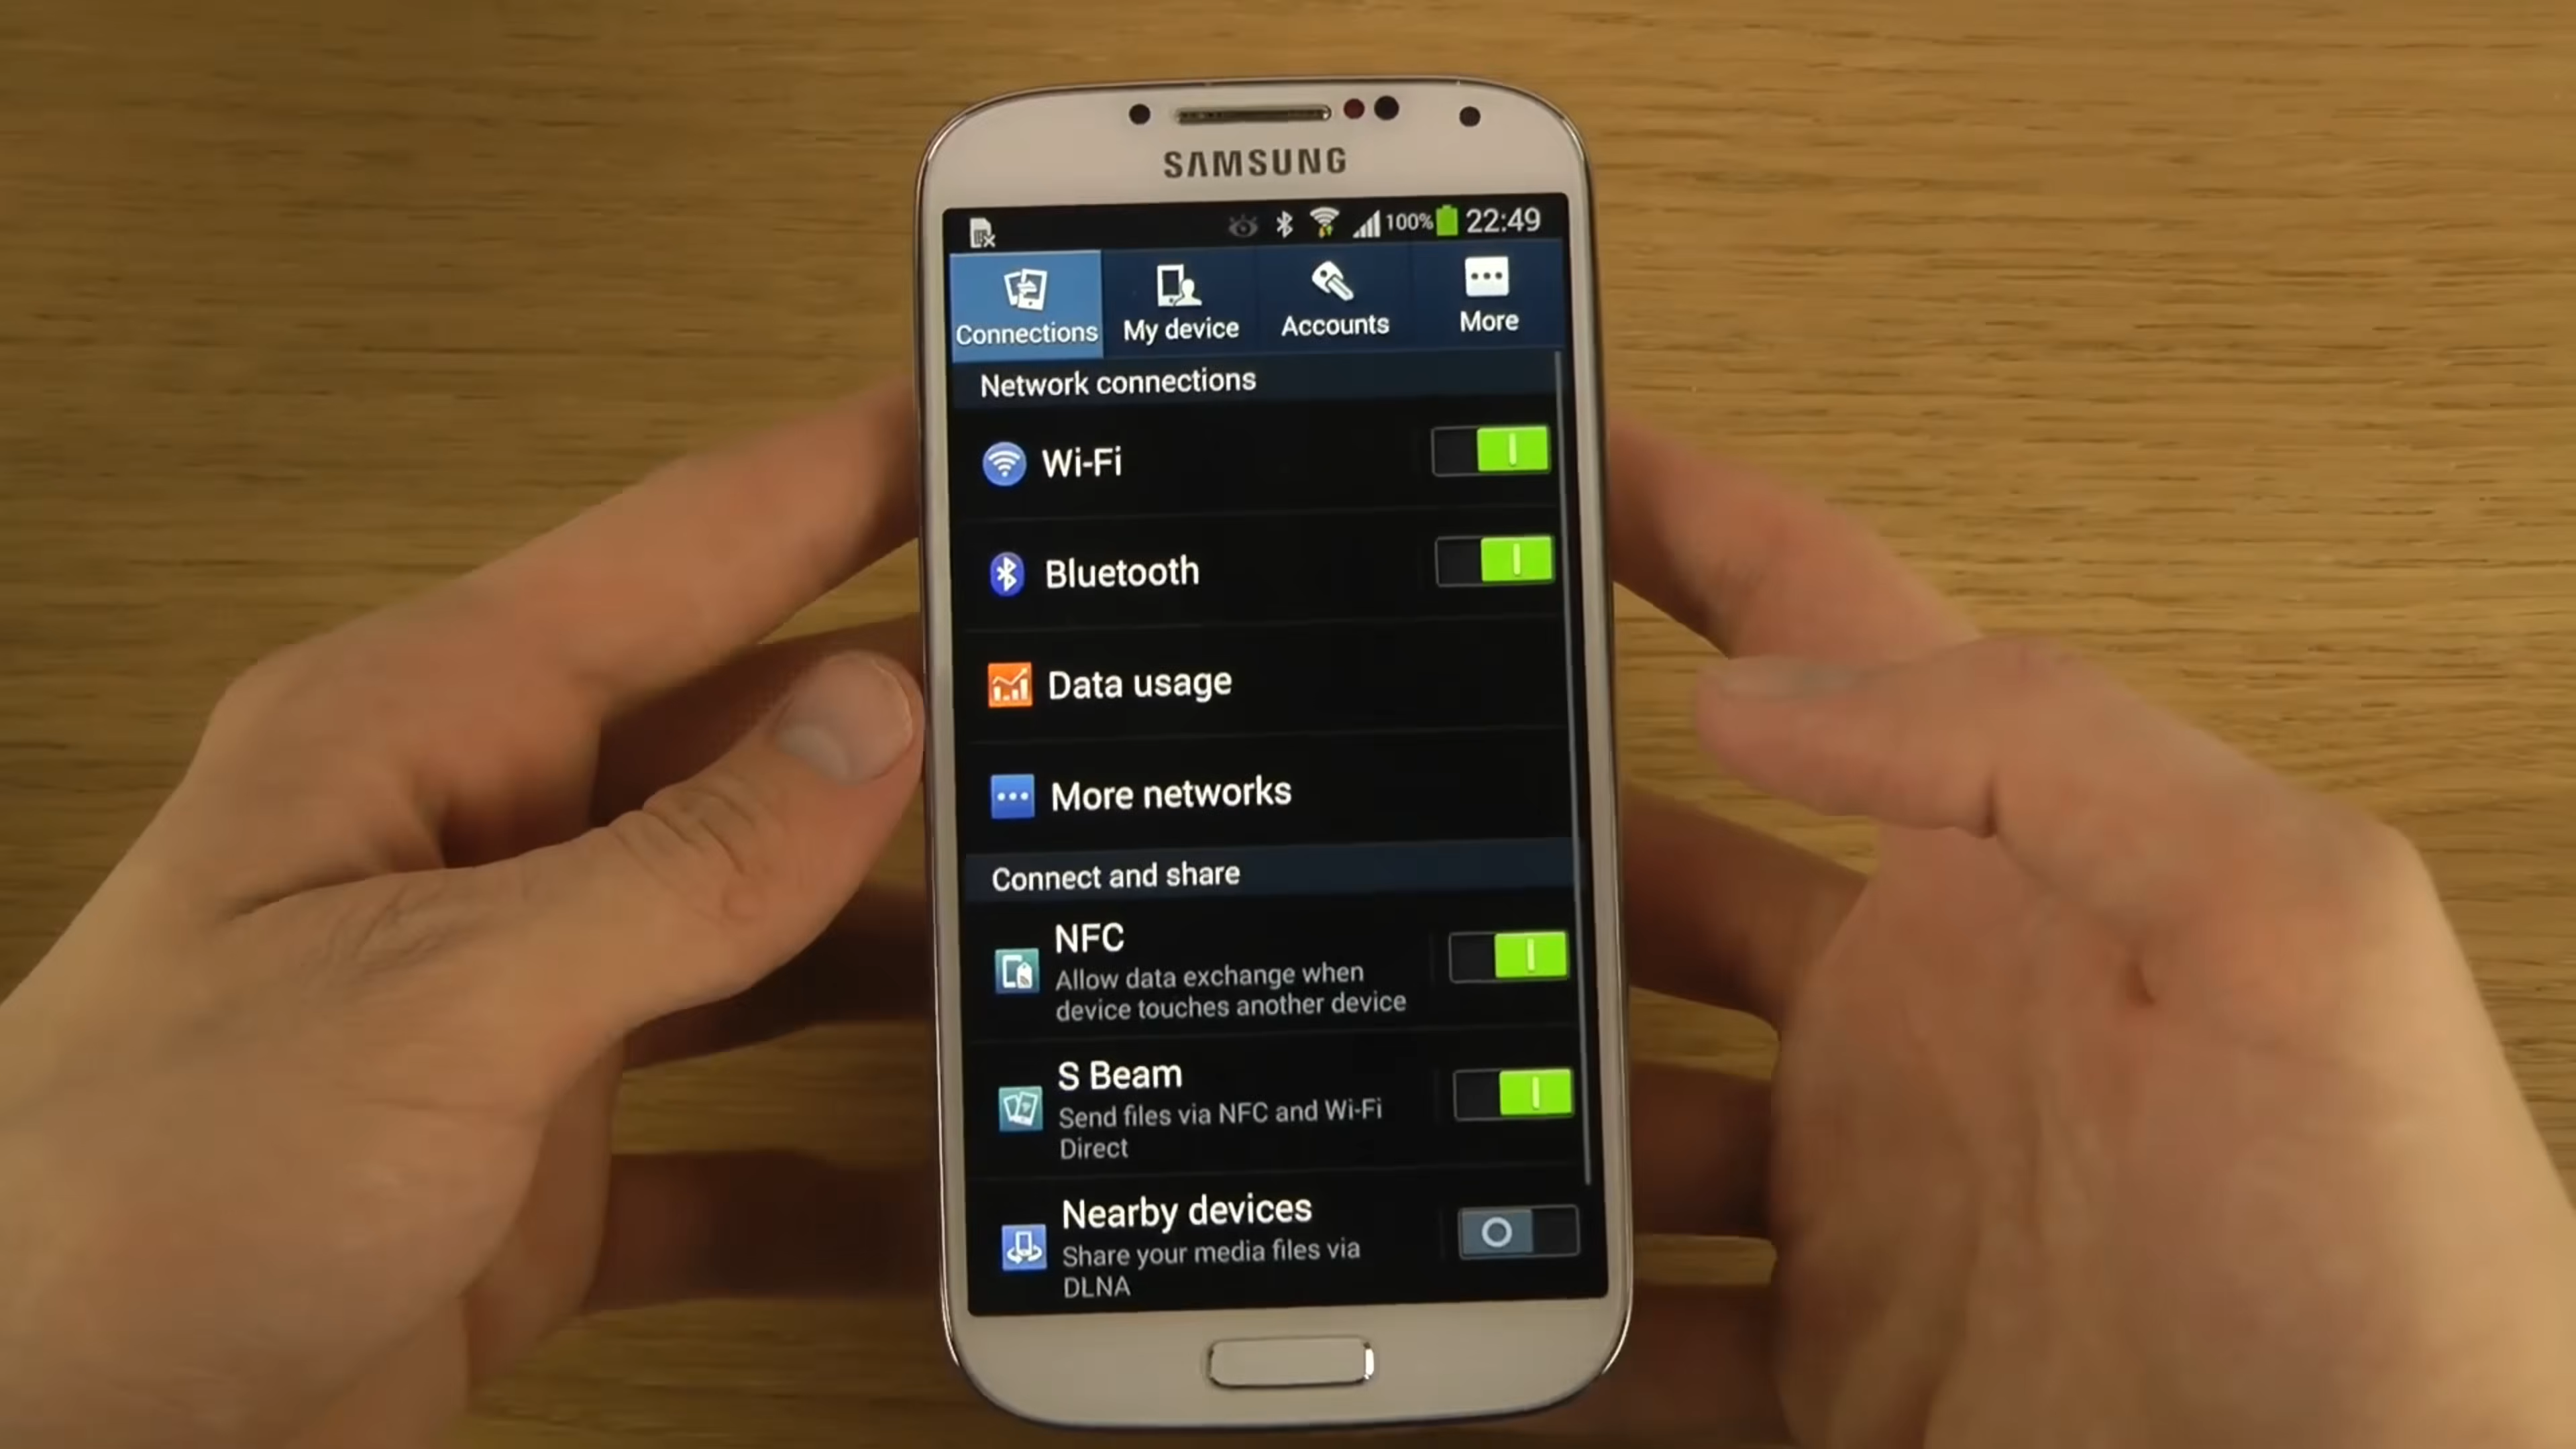 SAMSUNG
100% 22:49
Connections My device Accounts More
Network connections
Wi-Fi
Bluetooth
Data usage
More networks
Connect and share
NFC
Allow data exchange when
device touches another device
S Beam
Send files via NFC and Wi-Fi
Direct
Nearby devices
Share your media files via
DLNA